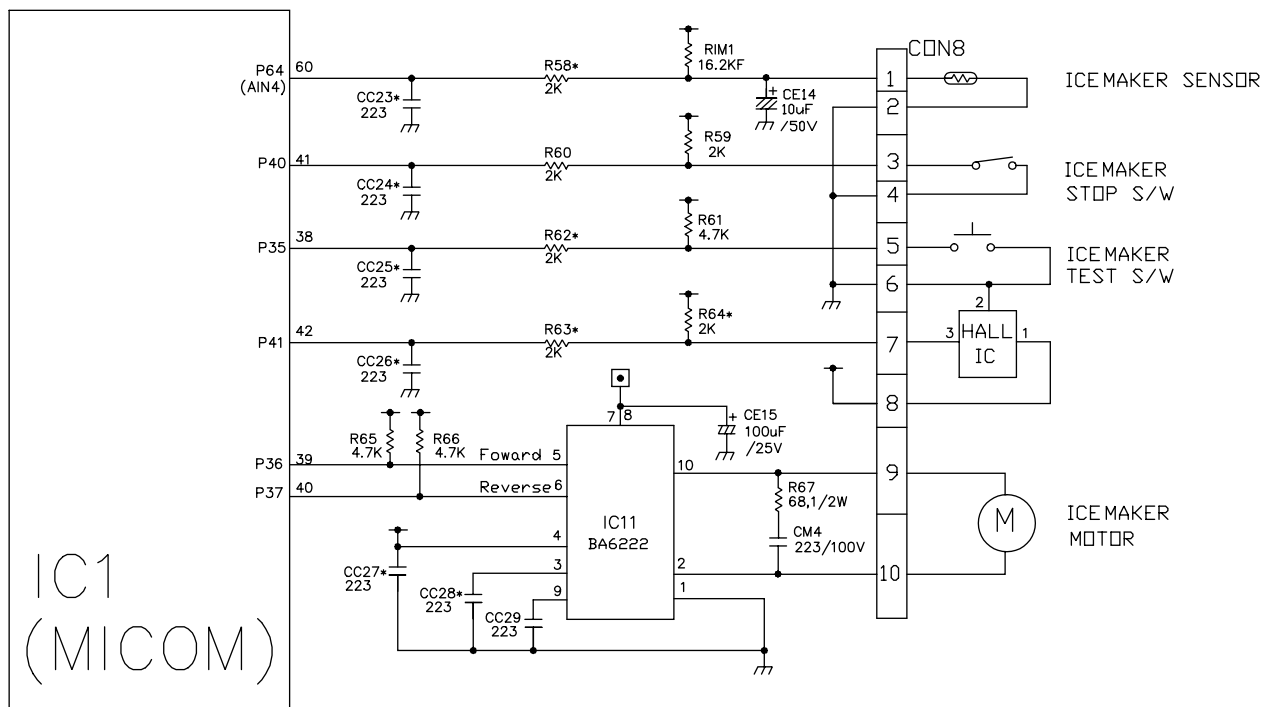 CON8
P64 60
(AIN4)
CC23*
223
R58*
2K
RIM1
16.2KF
+ CE14
10uF
/50V
1
2
ICEMAKER SENSOR
P40 41
CC24*
223
R60
2K
R59
2K
3
4
ICEMAKER
STOP S/W
P35 38
CC25*
223
R62*
2K
R61
4.7K
5
6
ICEMAKER
TEST S/W
P41 42
CC26*
223
R63*
2K
R64*
2K
7
8
2
3 HALL 1
IC
7 8
+ CE15
100uF
/25V
R65
4.7K
R66
4.7K
P36 39
Foward 5
P37 40
Reverse 6
4
3
9
IC11
BA6222
10
2
1
CC27*
223
CC28*
223
CC29
223
R67
68,1/2W
CM4
223/100V
9
10
M
ICEMAKER
MOTOR
IC1
(MICOM)